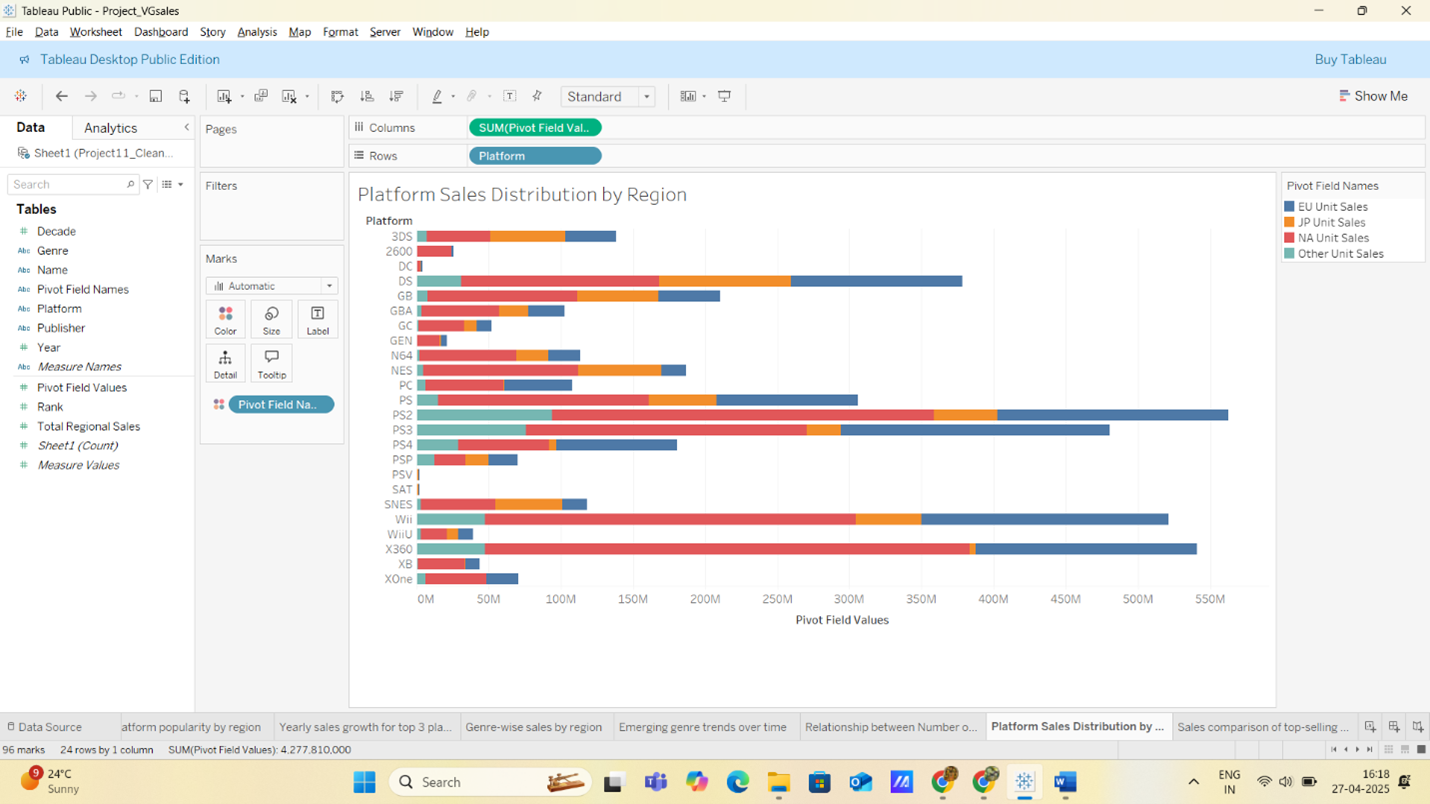 Tableau Public - Project_VGsales
File Data Worksheet Dashboard Story Analysis Map Format Server Window Help
Tableau Desktop Public Edition
Buy Tableau
Standard
Show Me
Data Analytics
Sheet1 (Project11_Clean...
Search
Tables
Decade
Abc Genre
Abc Name
Abc Pivot Field Names
Abc Platform
Abc Publisher
Year
Abc Measure Names
Pivot Field Values
Rank
Total Regional Sales
Sheet1 (Count)
Measure Values
Pages
Filters
Marks
Automatic
Color Size Label
Detail Tooltip
Pivot Field Na..
Columns SUM(Pivot Field Val..
Rows Platform
Platform Sales Distribution by Region
Platform
3DS
2600
DC
DS
GB
GBA
GC
GEN
N64
NES
PC
PS
PS2
PS3
PS4
PSP
PSV
SAT
SNES
Wii
WiiU
X360
XB
XOne
0M 50M 100M 150M 200M 250M 300M 350M 400M 450M 500M 550M
Pivot Field Values
Pivot Field Names
EU Unit Sales
JP Unit Sales
NA Unit Sales
Other Unit Sales
Data Source atform popularity by region Yearly sales growth for top 3 pla... Genre-wise sales by region Emerging genre trends over time Relationship between Number o... Platform Sales Distribution by ... Sales comparison of top-selling ...
96 marks 24 rows by 1 column SUM(Pivot Field Values): 4,277,810,000
9
24°C
Sunny
Search
ENG
IN
16:18
27-04-2025